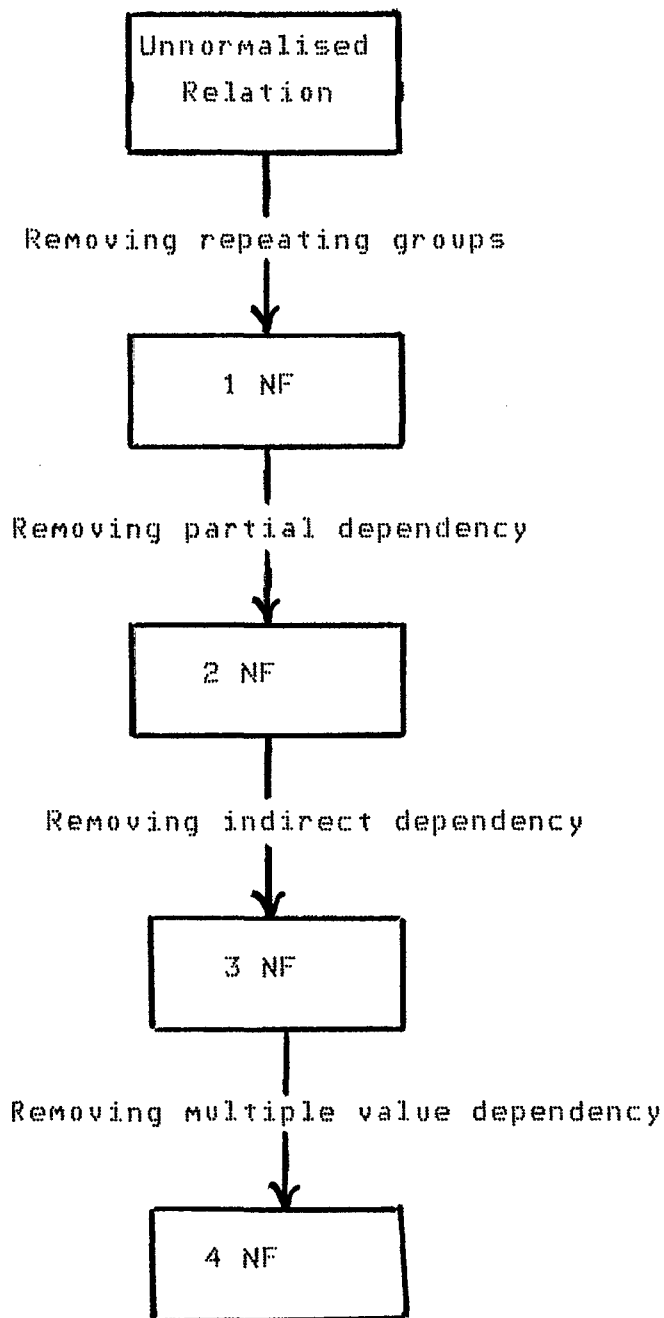 Unnormalised
Relation
Removing repeating groups
1 NF
Removing partial dependency
2 NF
Removing indirect dependency
3 NF
Removing multiple value dependency
4 NF